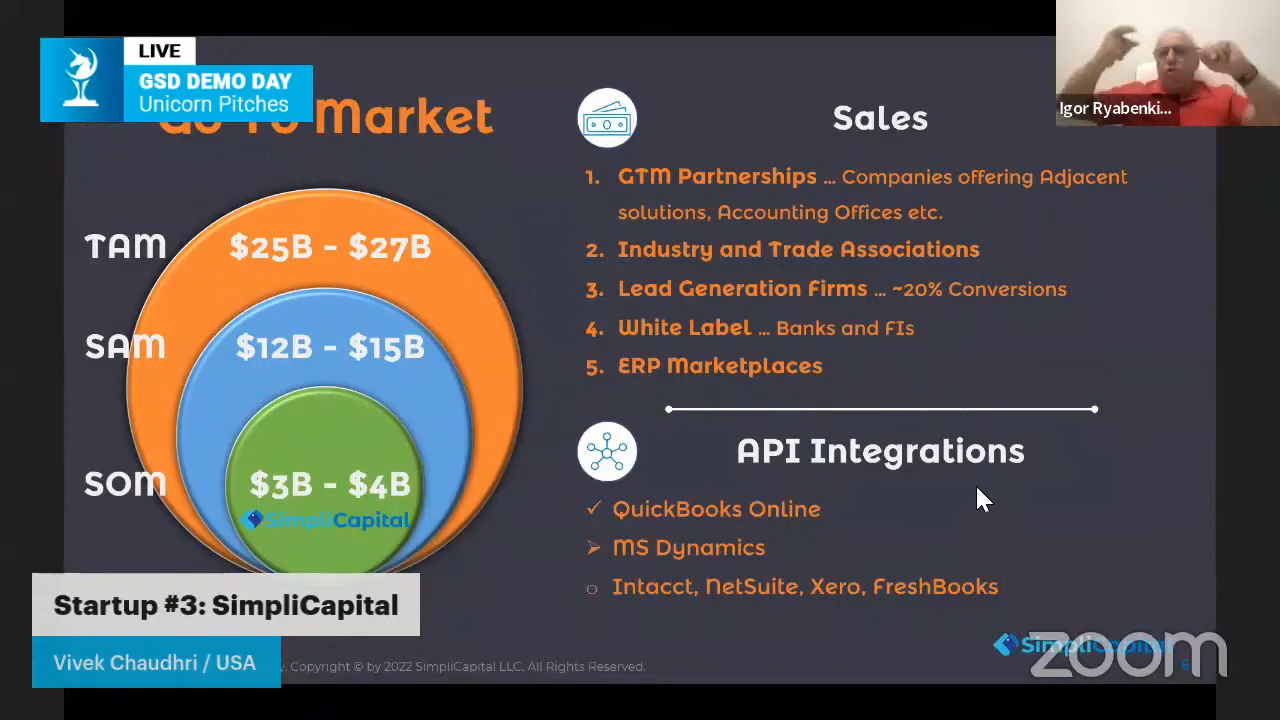 LIVE
GSD DEMO DAY
Unicorn Pitches
Go To Market
TAM
$25B - $27B
SAM
$12B - $15B
SOM
$3B - $4B
SimpliCapital
Sales
1. GTM Partnerships ... Companies offering Adjacent
solutions, Accounting Offices etc.
2. Industry and Trade Associations
3. Lead Generation Firms ... ~20% Conversions
4. White Label ... Banks and FIs
5. ERP Marketplaces
API Integrations
QuickBooks Online
MS Dynamics
Intacct, NetSuite, Xero, FreshBooks
Igor Ryabenki...
Startup #3: SimpliCapital
Vivek Chaudhri / USA
. Copyright © by 2022 SimpliCapital LLC. All Rights Reserved.
SimpliCapital
zoom